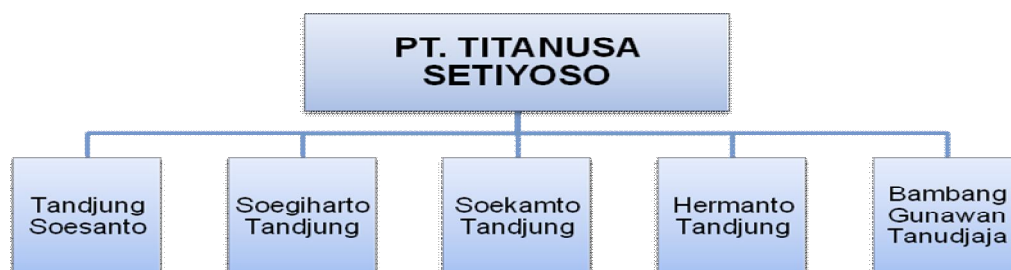 PT. TITANUSA
SETIYOSO
Tandjung
Soesanto
Soegiharto
Tandjung
Soekamto
Tandjung
Hermanto
Tandjung
Bambang
Gunawan
Tanudjaja